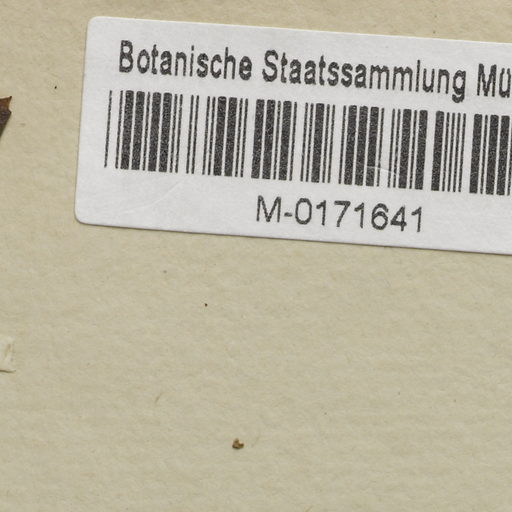 Botanische Staatssammlung Mü
M-0171641